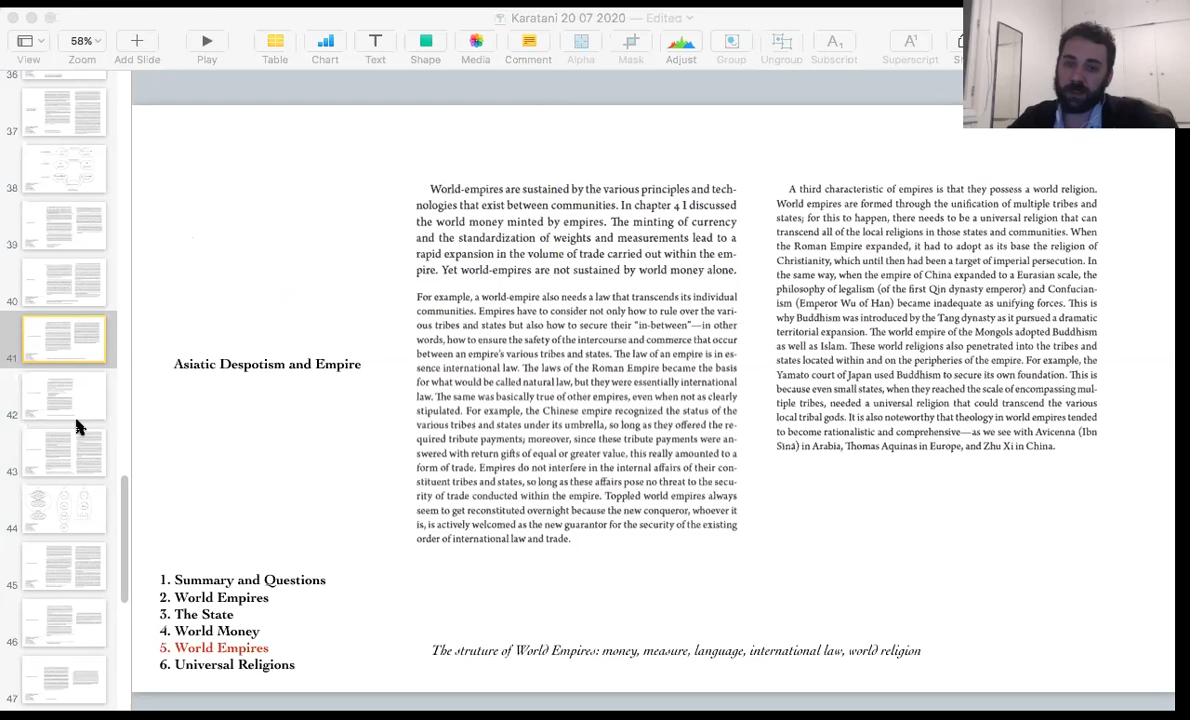 Karatani 20 07 2020 — Edited
58%
View
Zoom
Add Slide
Play
Table
Chart
Text
Shape
Media
Comment
Alpha
Mask
Adjust
Group
Ungroup
Subscript
Superscript
36
37
38
39
40
41
42
43
44
45
46
47
Asiatic Despotism and Empire
1. Summary and Questions
2. World Empires
3. The State
4. World Money
5. World Empires
6. Universal Religions
World-empires are sustained by the various principles and tech-
nologies that exist between communities. In chapter 4 I discussed
the world money minted by empires. The minting of currency
and the standardization of weights and measurements lead to a
rapid expansion in the volume of trade carried out within the em-
pire. Yet world-empires are not sustained by world money alone.
For example, a world-empire also needs a law that transcends its individual
communities. Empires have to consider not only how to rule over the vari-
ous tribes and states but also how to secure their “in-between”—in other
words, how to ensure the safety of the intercourse and commerce that occur
between an empire's various tribes and states. The law of an empire is in es-
sence international law. The laws of the Roman Empire became the basis
for what would be called natural law, but they were essentially international
law. The same was basically true of other empires, even when not as clearly
stipulated. For example, the Chinese empire recognized the status of the
various tribes and states under its umbrella, so long as they offered the re-
quired tribute payments; moreover, since these tribute payments were an-
swered with return gifts of equal or greater value, this really amounted to a
form of trade. Empires do not interfere in the internal affairs of their con-
stituent tribes and states, so long as these affairs pose no threat to the secu-
rity of trade conducted within the empire. Toppled world empires always
seem to get reconstituted overnight because the new conqueror, whoever it
is, is actively welcomed as the new guarantor for the security of the existing
order of international law and trade.
A third characteristic of empires is that they possess a world religion.
World empires are formed through the unification of multiple tribes and
states; for this to happen, there needs to be a universal religion that can
transcend all of the local religions in those states and communities. When
the Roman Empire expanded, it had to adopt as its base the religion of
Christianity, which until then had been a target of imperial persecution. In
the same way, when the empire of China expanded to a Eurasian scale, the
philosophy of legalism (of the first Qin dynasty emperor) and Confucian-
ism (Emperor Wu of Han) became inadequate as unifying forces. This is
why Buddhism was introduced by the Tang dynasty as it pursued a dramatic
territorial expansion. The world empire of the Mongols adopted Buddhism
as well as Islam. These world religions also penetrated into the tribes and
states located within and on the peripheries of the empire. For example, the
Yamato court of Japan used Buddhism to secure its own foundation. This is
because even small states, when they reached the scale of encompassing mul-
tiple tribes, needed a universal religion that could transcend the various
local tribal gods. It is also noteworthy that theology in world empires tended
to become rationalistic and comprehensive—as we see with Avicenna (Ibn
Sīnā) in Arabia, Thomas Aquinas in Europe, and Zhu Xi in China.
The struture of World Empires: money, measure, language, international law, world religion